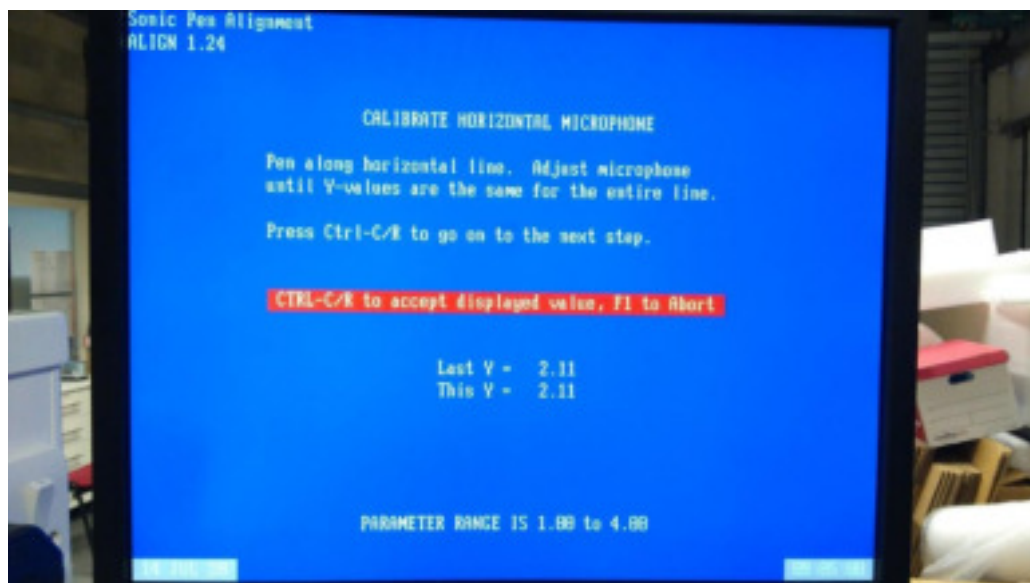 Sonic Pen Alignment
ALIGN 1.24
CALIBRATE HORIZONTAL MICROPHONE
Pen along horizontal line. Adjust microphone
until Y-values are the same for the entire line.
Press Ctrl-C/R to go on to the next step.
CTRL-C/R to accept displayed value, F1 to Abort
Last Y = 2.11
This Y = 2.11
PARAMETER RANGE IS 1.00 to 4.00